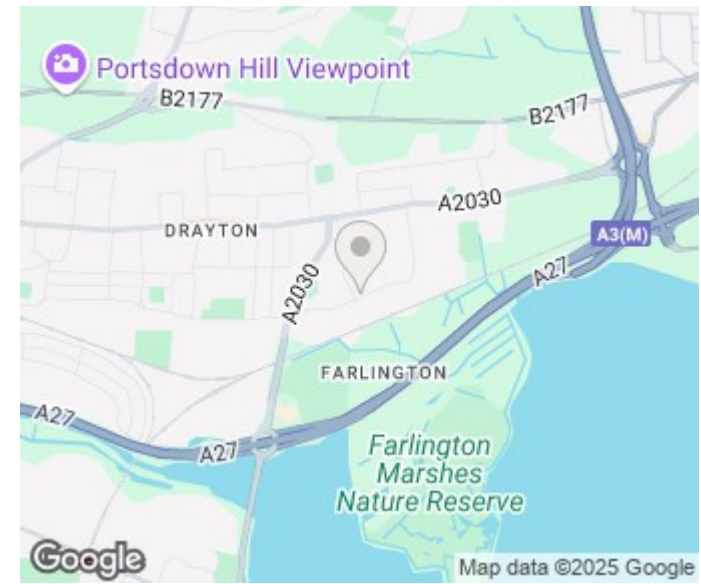 Portsdown Hill Viewpoint
B2177
B2177
A2030
DRAYTON
A3(M)
A2030
A27
FARLINGTON
A27
A27
Farlington
Marshes
Nature Reserve
Google
Map data ©2025 Google